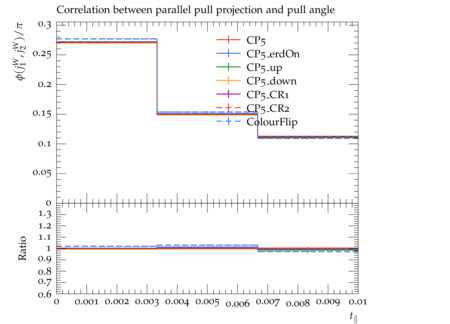 Correlation between parallel pull projection and pull angle
ϕ(j₁ᵂ, j₂ᵂ)/π
0.3
0.25
0.2
0.15
0.1
0.05
0
CP5
CP5_erdOn
CP5_up
CP5_down
CP5_CR1
CP5_CR2
ColourFlip
Ratio
1.3
1.2
1.1
1
0.9
0.8
0.7
0.6
0 0.001 0.002 0.003 0.004 0.005 0.006 0.007 0.008 0.009 0.01
t∥